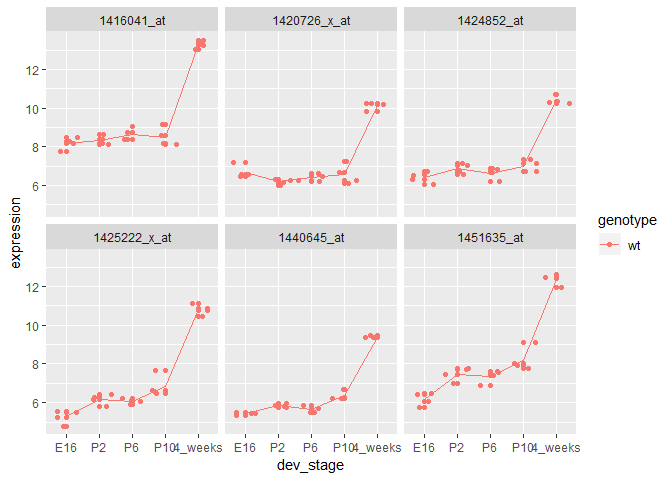 1416041_at 1420726_x_at 1424852_at
12
10
8
6
1425222_x_at 1440645_at 1451635_at
12
10
8
6
E16 P2 P6 P10 4_weeks E16 P2 P6 P10 4_weeks E16 P2 P6 P10 4_weeks
dev_stage
expression
genotype
wt